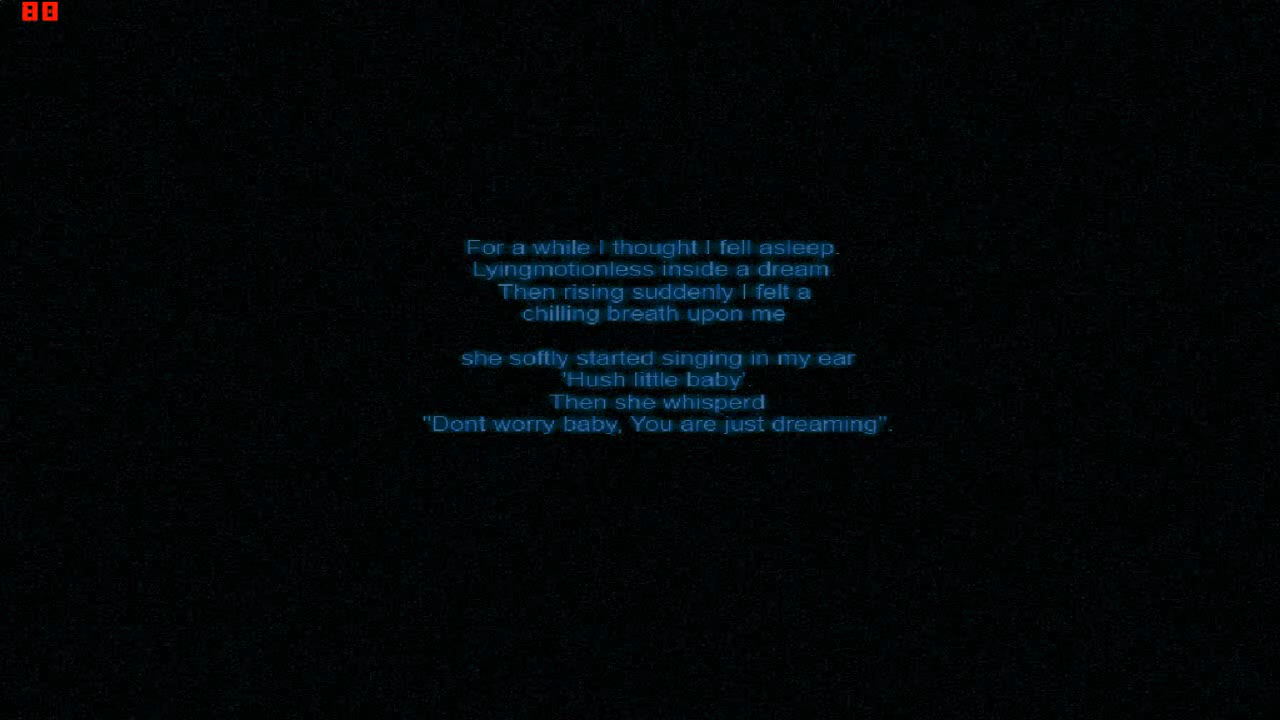 88
For a while I thought I fell asleep.
Lyingmotionless inside a dream
Then rising suddenly I felt a
chilling breath upon me
she softly started singing in my ear
'Hush little baby'.
Then she whisperd
"Dont worry baby, You are just dreaming".